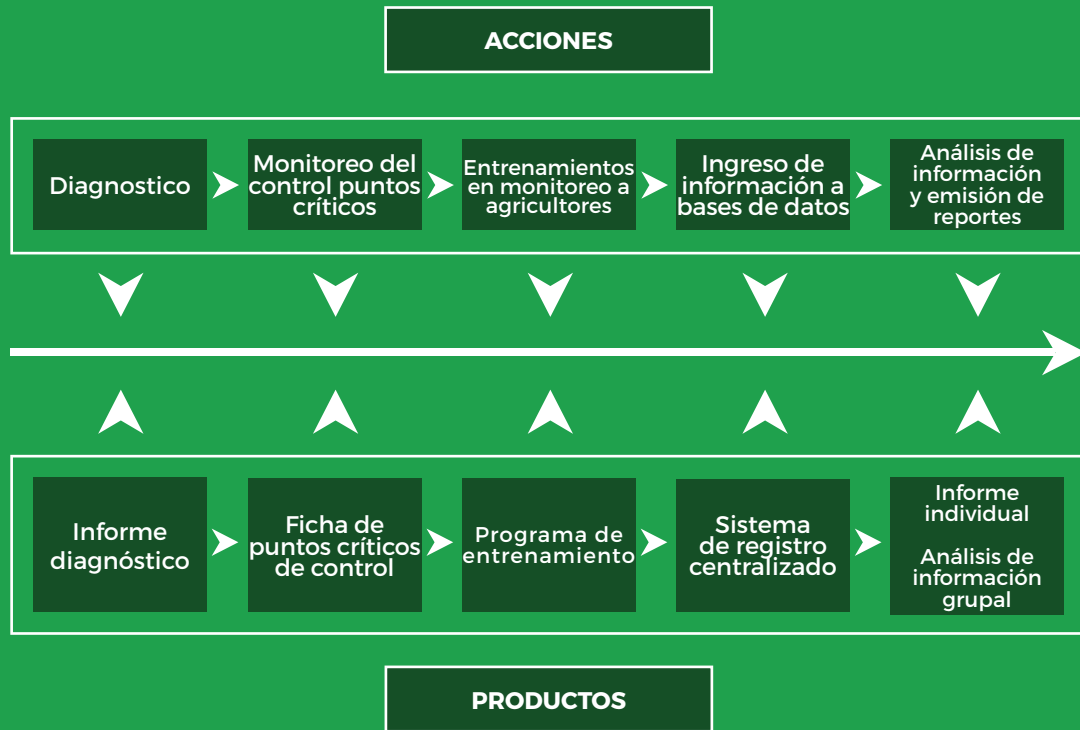 ACCIONES
Diagnostico
Monitoreo del
control puntos
críticos
Entrenamientos
en monitoreo a
agricultores
Ingreso de
información a
bases de datos
Análisis de
información
y emisión de
reportes
Informe
diagnóstico
Ficha de
puntos críticos
de control
Programa de
entrenamiento
Sistema
de registro
centralizado
Informe
individual
Análisis de
información
grupal
PRODUCTOS